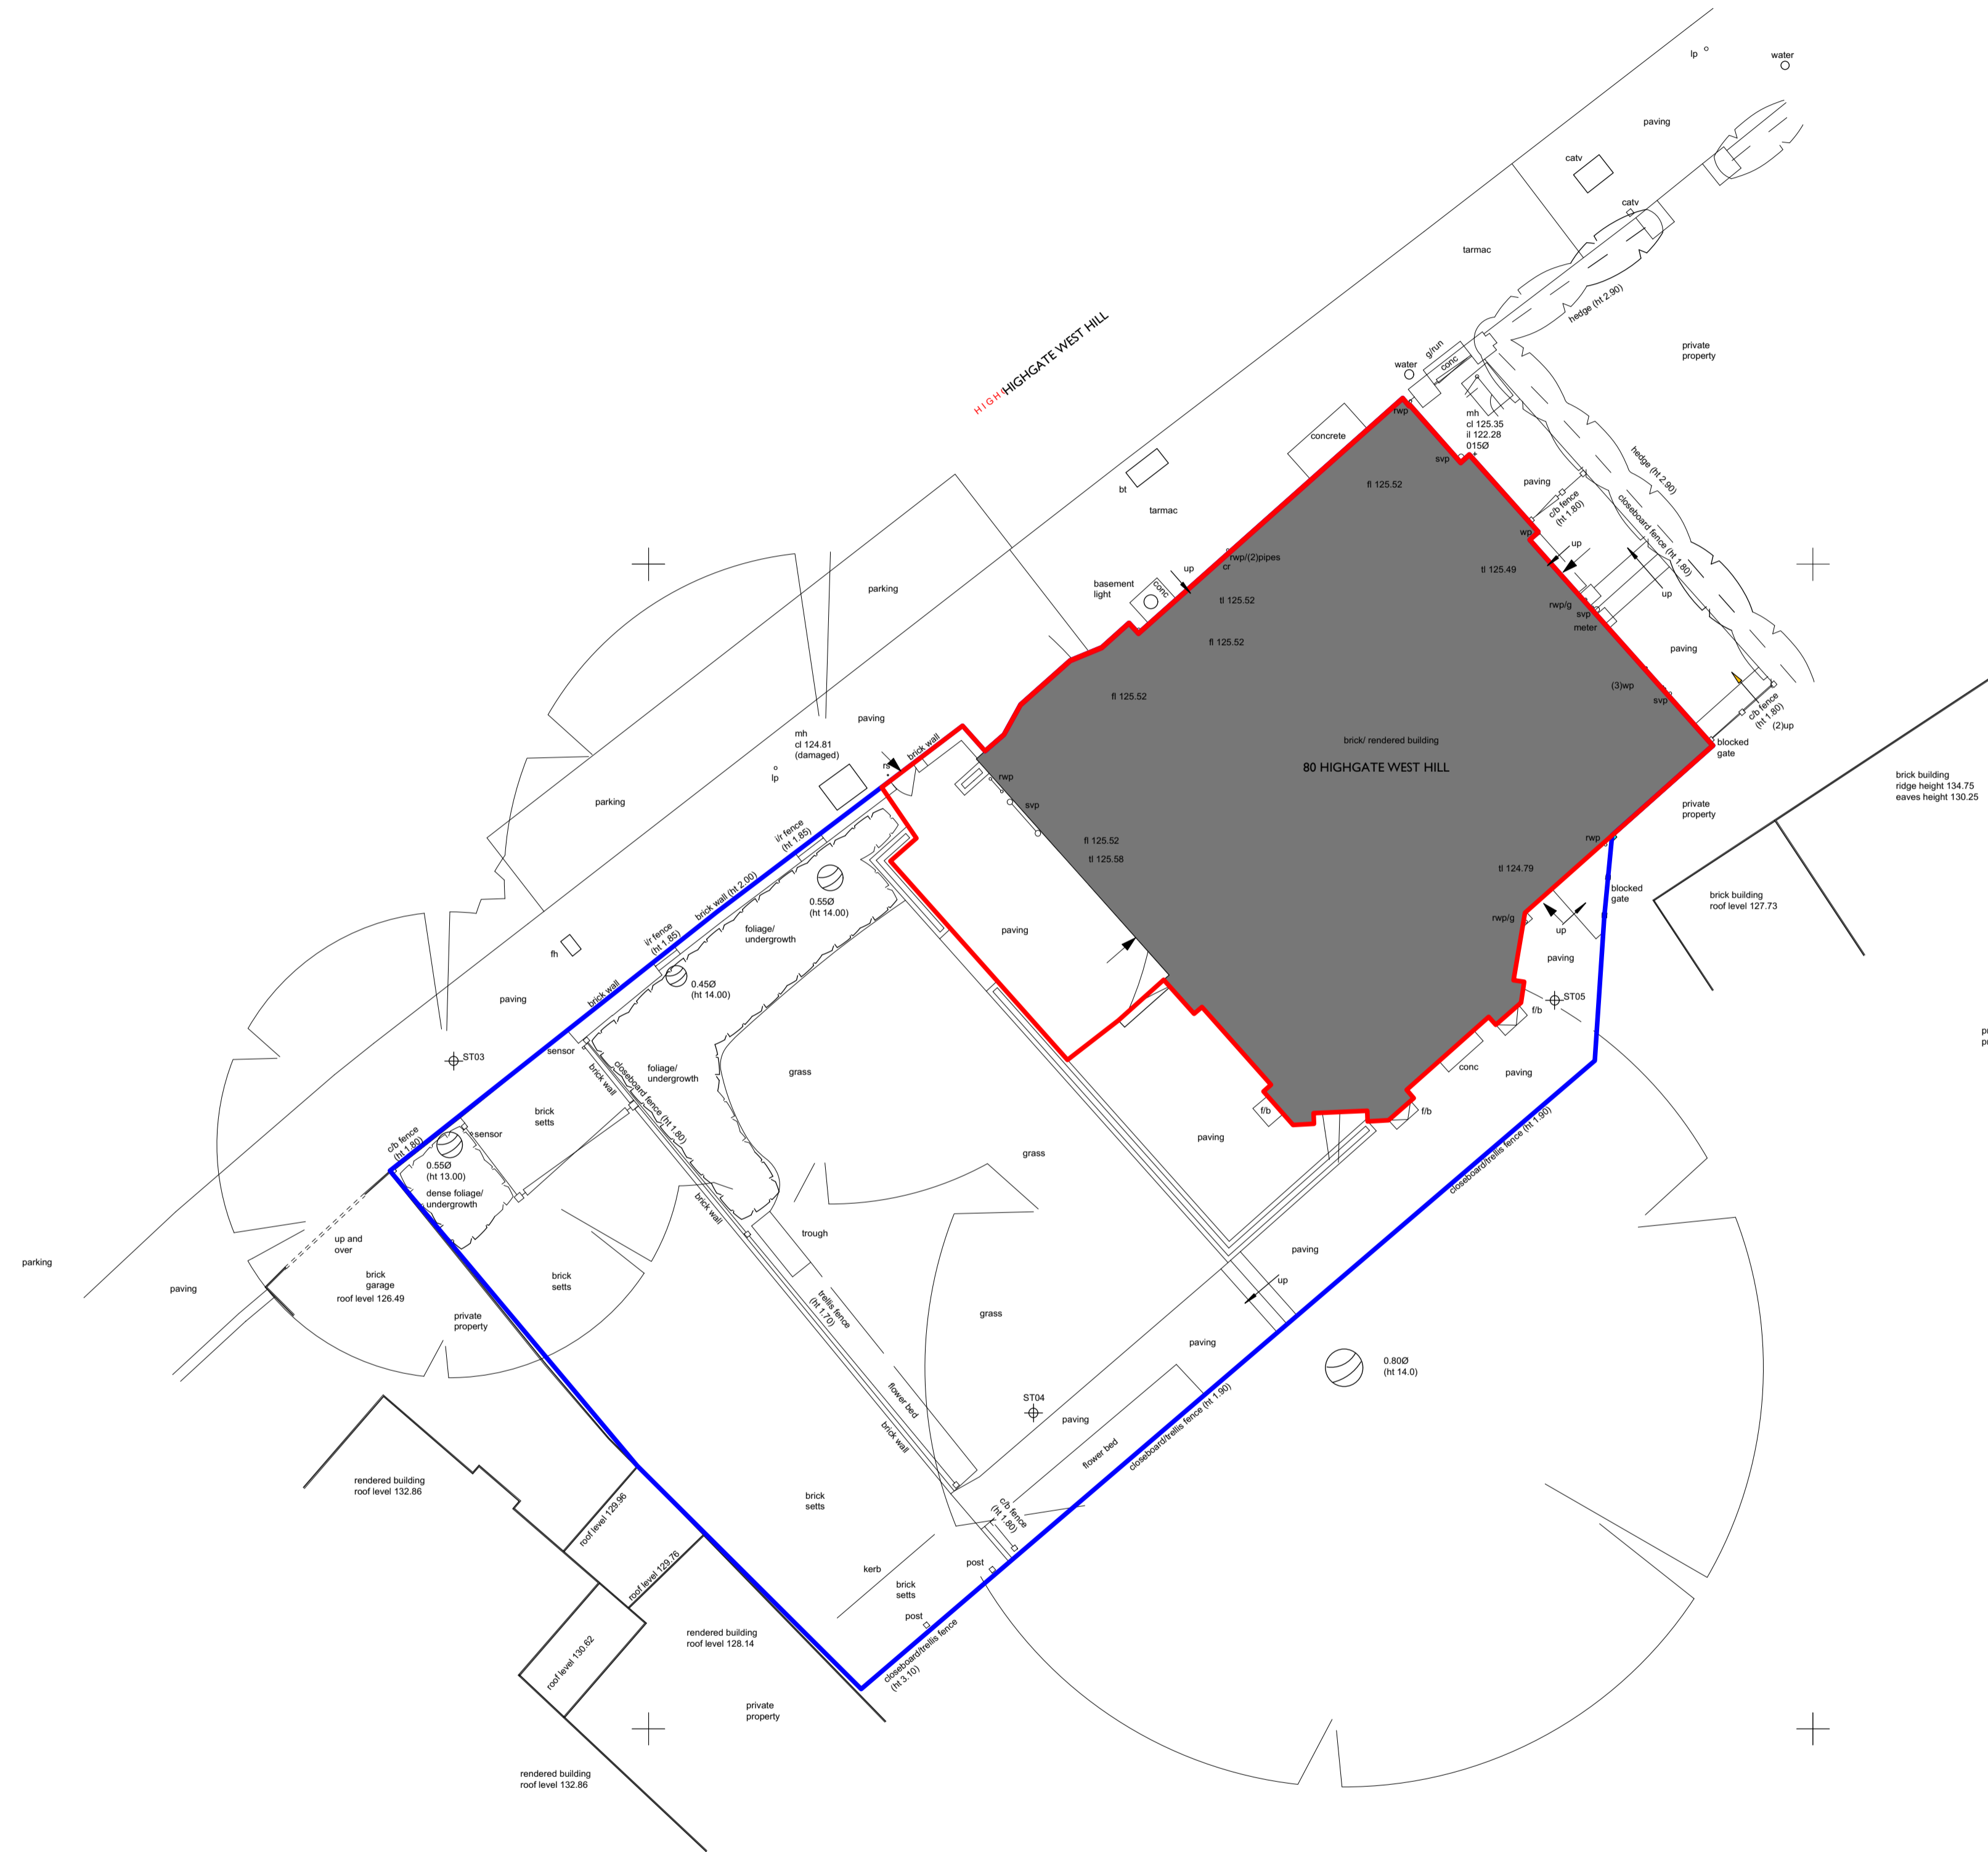 lp
water
paving
catv
catv
tarmac
hedge (ht 2.90)
private
property
HIGHGATE WEST HILL
HIGH
g/run
conc
water
rwp
mh
cl 125.35
il 122.28
015Ø
concrete
svp
hedge (ht 2.90)
bt
fl 125.52
paving
c/b fence
(ht 1.80)
closeboard fence (ht 1.80)
tarmac
wp
up
rwp/(2)pipes
cr
up
tl 125.49
basement
light
conc
parking
up
tl 125.52
rwp/g
svp
meter
fl 125.52
paving
(3)wp
svp
fl 125.52
c/b fence
(ht 1.80)
(2)up
paving
mh
cl 124.81
(damaged)
brick wall
brick/ rendered building
blocked
gate
80 HIGHGATE WEST HILL
rs
lp
rwp
brick building
ridge height 134.75
eaves height 130.25
parking
svp
private
property
i/r fence
(ht 1.85)
fl 125.52
tl 125.58
rwp
tl 124.79
brick wall (ht 2.00)
0.55Ø
(ht 14.00)
blocked
gate
brick building
roof level 127.73
rwp/g
foliage/
undergrowth
paving
up
i/r fence
(ht 1.85)
fh
paving
0.45Ø
(ht 14.00)
brick wall
paving
ST05
f/b
ST03
sensor
foliage/
undergrowth
grass
conc
paving
brick wall
closeboard fence (ht 1.80)
brick
setts
f/b
f/b
closeboard/trellis fence (ht 1.90)
c/b fence
(ht 1.80)
sensor
paving
grass
0.55Ø
(ht 13.00)
dense foliage/
undergrowth
brick wall
trough
up and
over
paving
parking
paving
brick
garage
roof level 126.49
brick
setts
up
private
property
trellis fence
(ht 1.70)
grass
paving
0.80Ø
(ht 14.0)
flower bed
ST04
paving
closeboard/trellis fence (ht 1.90)
brick wall
flower bed
rendered building
roof level 132.86
roof level 129.96
brick
setts
c/b fence
(ht 1.80)
roof level 129.76
kerb
post
brick
setts
post
rendered building
roof level 128.14
closeboard/trellis fence
(ht 3.10)
roof level 130.62
private
property
rendered building
roof level 132.86